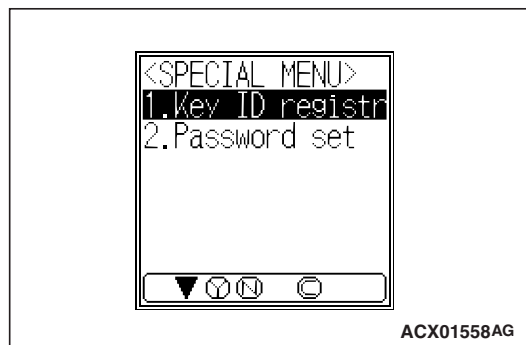 <SPECIAL MENU>
1.Key ID registr
2.Password set
▼ Ⓨ Ⓝ Ⓒ
ACX01558AG